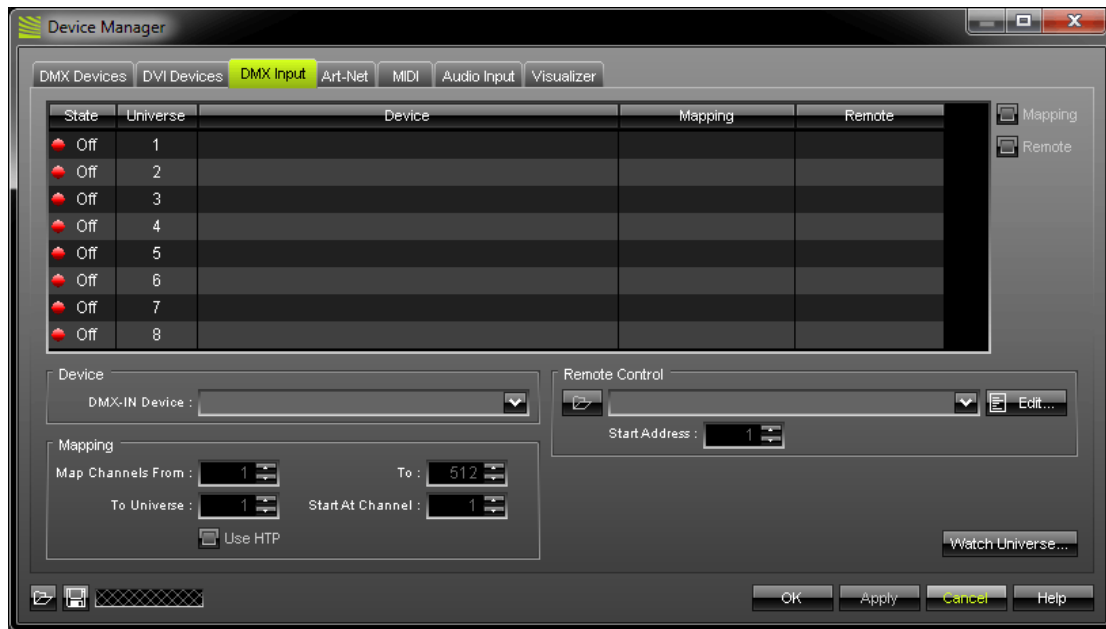 Device Manager
DMX Devices DVI Devices DMX Input Art-Net MIDI Audio Input Visualizer
State Universe Device Mapping Remote
Off 1
Off 2
Off 3
Off 4
Off 5
Off 6
Off 7
Off 8
Mapping
Remote
Device
DMX-IN Device :
Remote Control
Edit...
Start Address : 1
Mapping
Map Channels From : 1 To : 512
To Universe : 1 Start At Channel : 1
Use HTP
Watch Universe...
OK Apply Cancel Help